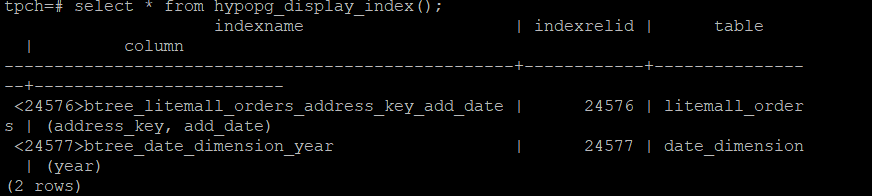 tpch=# select * from hypopg_display_index();
                    indexname                     | indexrelid |      table
  |         column
--------------------------------------------------+------------+---------------
--+-------------------------
 <24576>btree_litemall_orders_address_key_add_date |      24576 | litemall_order
s | (address_key, add_date)
 <24577>btree_date_dimension_year                  |      24577 | date_dimension
  | (year)
(2 rows)